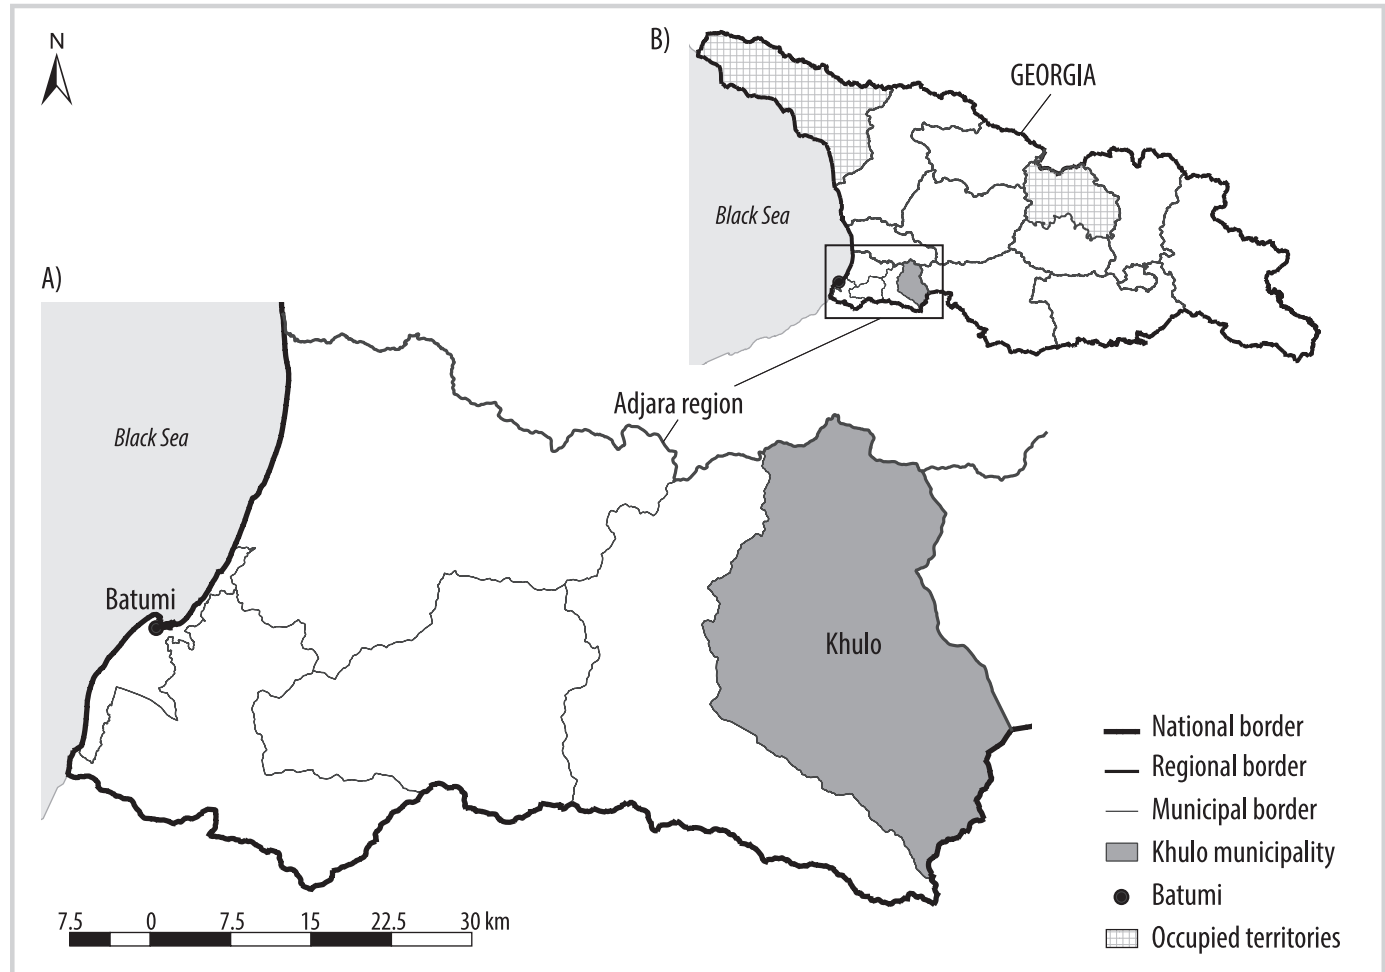 N
B)
GEORGIA
Black Sea
A)
Adjara region
Black Sea
Batumi
Khulo
National border
Regional border
Municipal border
Khulo municipality
Batumi
Occupied territories
7.5 0 7.5 15 22.5 30 km